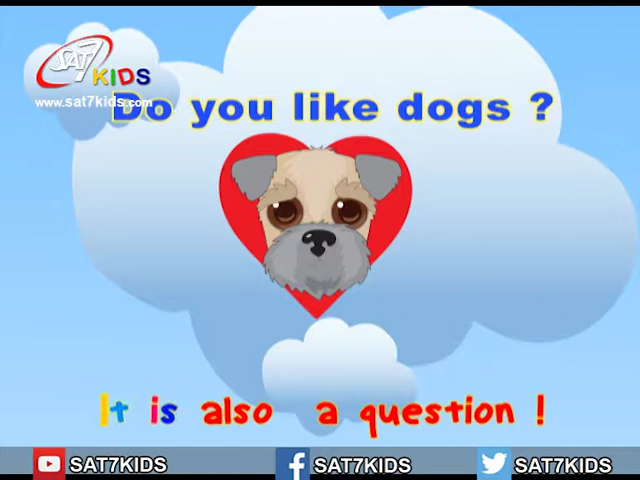 SAT7
KIDS
www.sat7kids.com
Do you like dogs ?
It is also a question !
SAT7KIDS SAT7KIDS SAT7KIDS